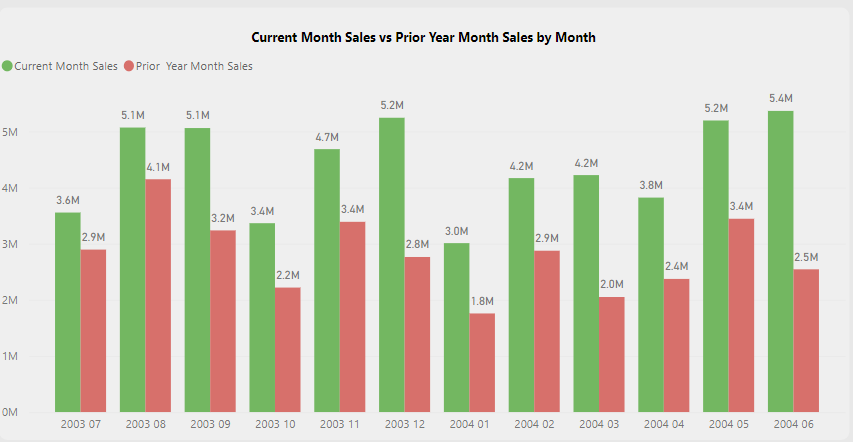 Current Month Sales vs Prior Year Month Sales by Month
Current Month Sales Prior Year Month Sales
5.4M
5.2M 5.2M
5.1M 5.1M
5M
4.7M
4.2M 4.2M
4.1M
4M
3.8M
3.6M
3.4M 3.4M 3.4M
3.2M
3M
3.0M
2.9M 2.8M 2.9M
2.5M
2.4M
2.2M
2M
2.0M
1.8M
1M
0M
2003 07 2003 08 2003 09 2003 10 2003 11 2003 12 2004 01 2004 02 2004 03 2004 04 2004 05 2004 06